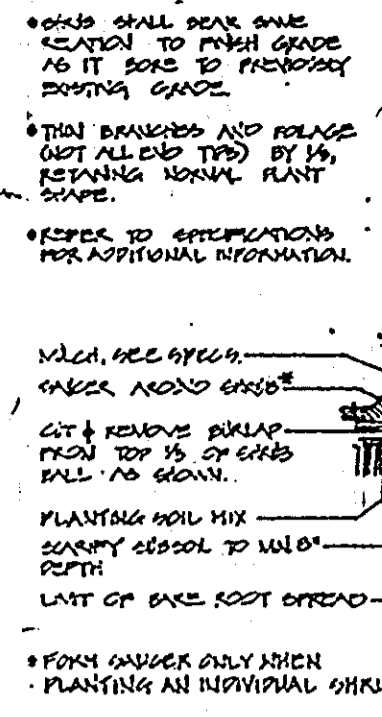 • SHRUB SHALL BEAR SAME
RELATION TO FINISH GRADE
AS IT BORE TO PREVIOUSLY
EXISTING GRADE
• THIN BRANCHES AND FOLIAGE
(NOT ALL END TIPS) BY 1/3,
RETAINING NORMAL PLANT
SHAPE.
• REFER TO SPECIFICATIONS
FOR ADDITIONAL INFORMATION.
MULCH, SEE SPECS.
SAUCER AROUND SHRUB*
CUT & REMOVE BURLAP
FROM TOP 1/3 OF SHRUB
BALL AS SHOWN.
PLANTING SOIL MIX
SCARIFY SUBSOIL TO MIN 8"
DEPTH
LIMIT OF BARE ROOT SPREAD
* FORM SAUCER ONLY WHEN
PLANTING AN INDIVIDUAL SHRU